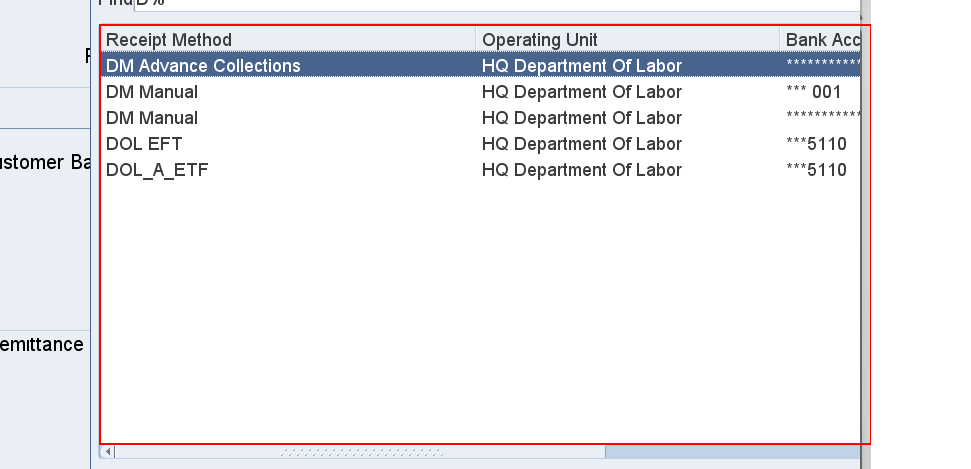 Find D%
Receipt Method Operating Unit Bank Acc
DM Advance Collections HQ Department Of Labor ***********
DM Manual HQ Department Of Labor *** 001
DM Manual HQ Department Of Labor ***********
DOL EFT HQ Department Of Labor ***5110
DOL_A_ETF HQ Department Of Labor ***5110
ustomer Ba
emittance